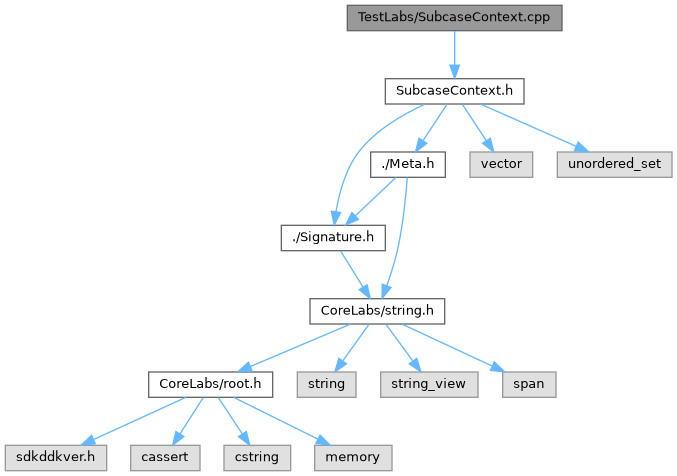 TestLabs/SubcaseContext.cpp
SubcaseContext.h
./Meta.h
vector
unordered_set
./Signature.h
CoreLabs/string.h
CoreLabs/root.h
string
string_view
span
sdkddkver.h
cassert
cstring
memory